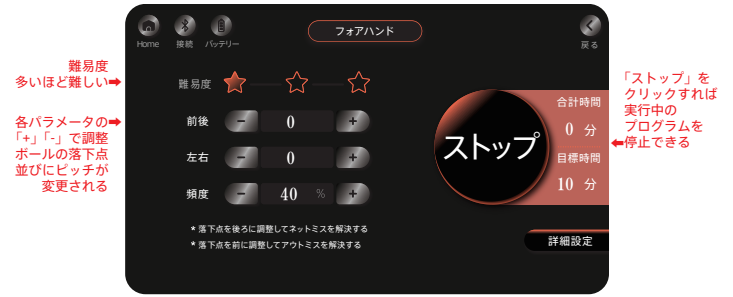 Home
接続
バッテリー
フォアハンド
戻る
難易度
多いほど難しい➡
難易度
各パラメータの➡
「+」「-」で調整
ボールの落下点
並びにピッチが
変更される
前後 - 0 +
左右 - 0 +
頻度 - 40 % +
* 落下点を後ろに調整してネットミスを解決する
* 落下点を前に調整してアウトミスを解決する
ストップ
合計時間
0 分
目標時間
10 分
詳細設定
「ストップ」を
クリックすれば
実行中の
プログラムを
⬅停止できる